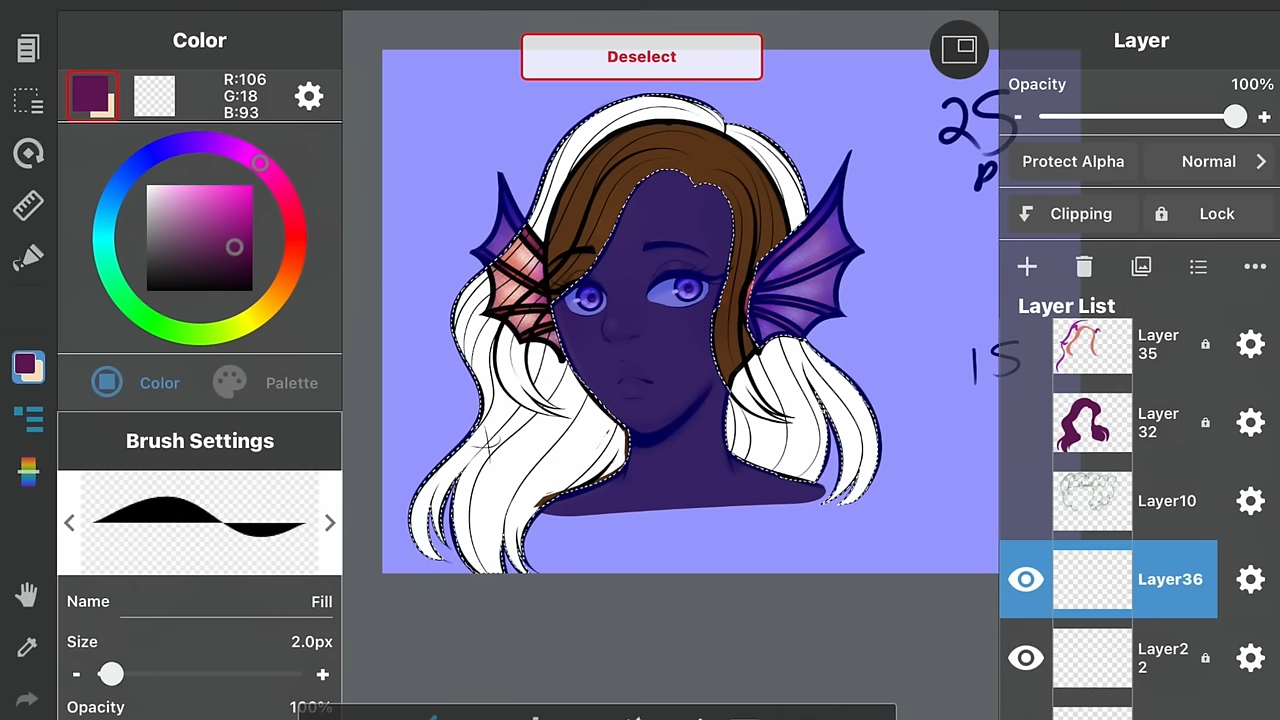 Color
R:106
G:18
B:93
Color
Palette
Brush Settings
Name
Fill
Size
2.0px
-
+
Opacity
100%
Deselect
25
P
15
Layer
Opacity
100%
-
+
Protect Alpha
Normal
Clipping
Lock
Layer List
Layer
35
Layer
32
Layer10
Layer36
Layer2
2